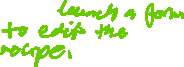 launch a form
to edit the
recipe.